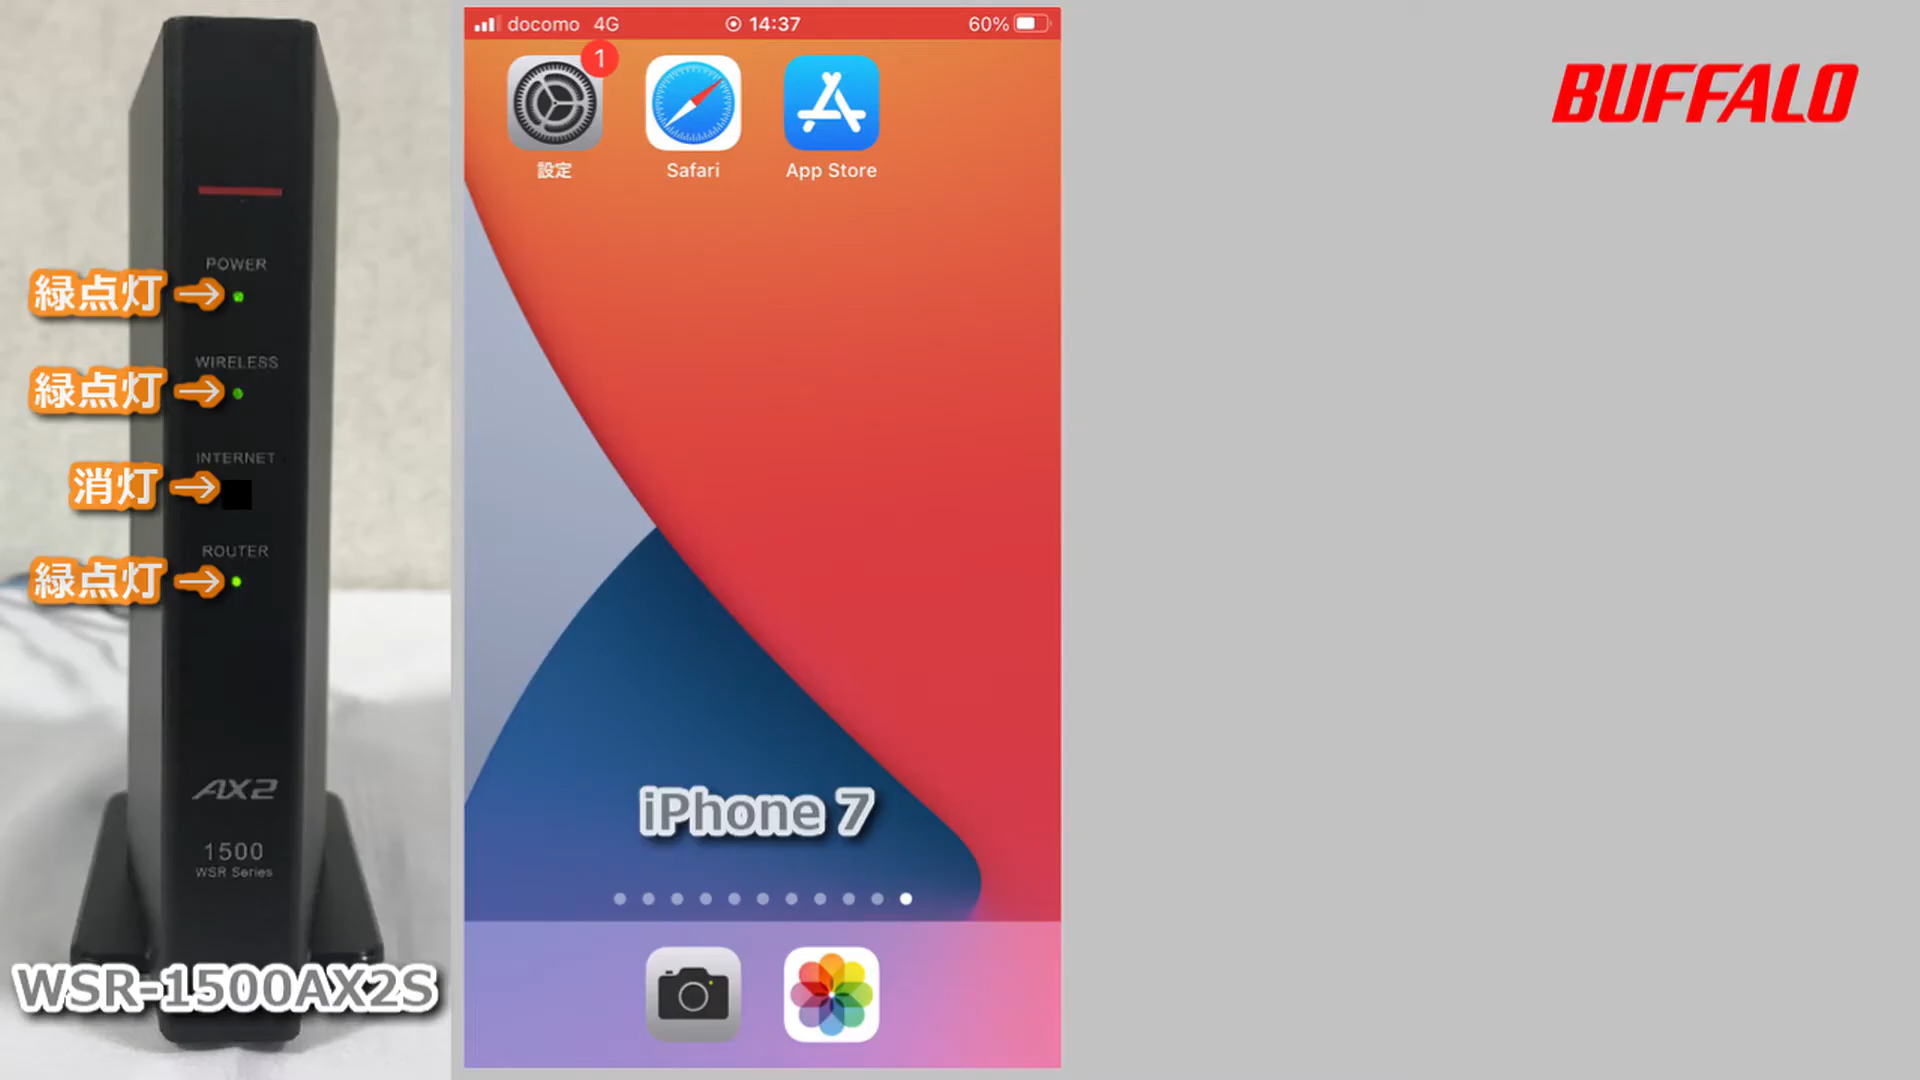 POWER
緑点灯
WIRELESS
緑点灯
INTERNET
消灯
ROUTER
緑点灯
AX2
1500
WSR Series
WSR-1500AX2S
docomo 4G 14:37 60%
1
設定
Safari
App Store
iPhone 7
BUFFALO